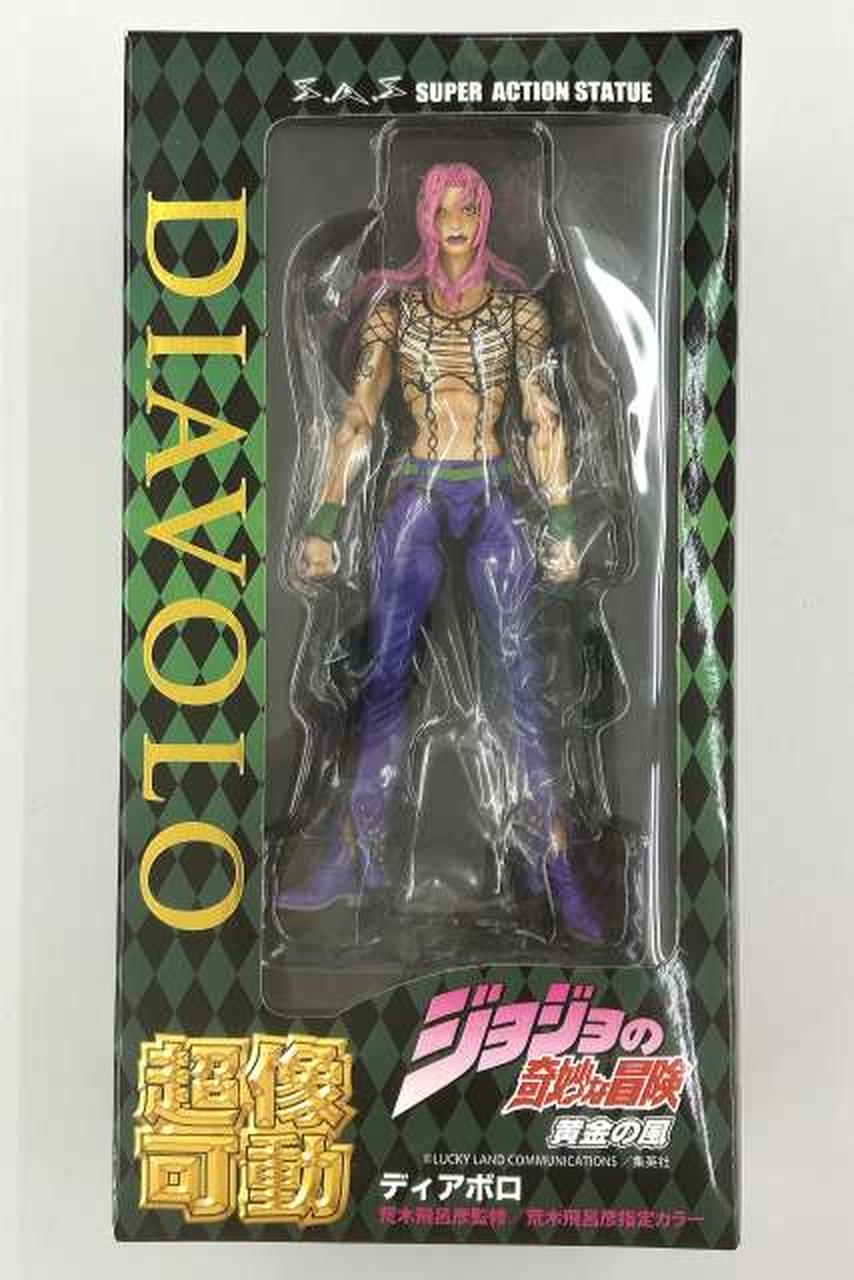 S.A.S SUPER ACTION STATUE
DIAVOLO
超像
可動
ジョジョの
奇妙な冒険
黄金の風
©LUCKY LAND COMMUNICATIONS／集英社
ディアボロ
荒木飛呂彦監修／荒木飛呂彦指定カラー